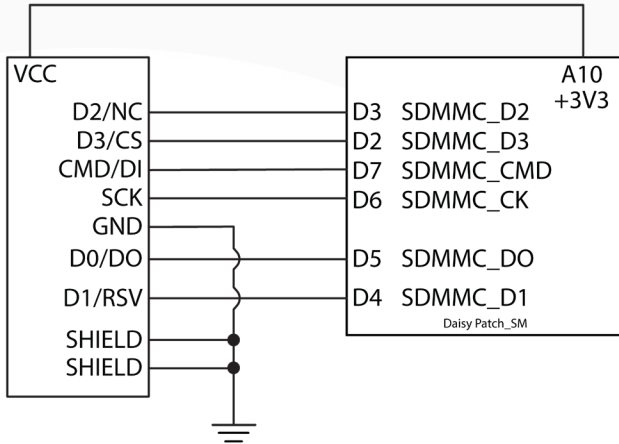 VCC
A10
+3V3
D2/NC D3 SDMMC_D2
D3/CS D2 SDMMC_D3
CMD/DI D7 SDMMC_CMD
SCK D6 SDMMC_CK
GND
D0/DO D5 SDMMC_DO
D1/RSV D4 SDMMC_D1
Daisy Patch_SM
SHIELD
SHIELD